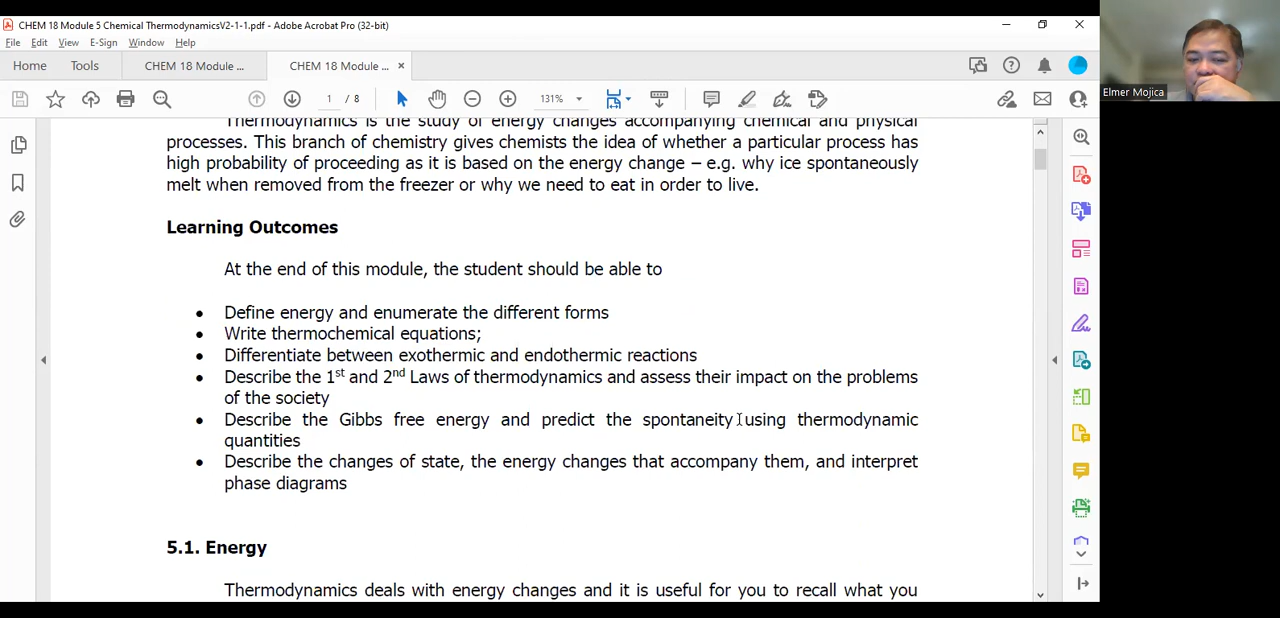 CHEM 18 Module 5 Chemical ThermodynamicsV2-1-1.pdf - Adobe Acrobat Pro (32-bit)
File Edit View E-Sign Window Help
Home Tools CHEM 18 Module ... CHEM 18 Module ... ×
1 / 8 131%
Elmer Mojica
Thermodynamics is the study of energy changes accompanying chemical and physical
processes. This branch of chemistry gives chemists the idea of whether a particular process has
high probability of proceeding as it is based on the energy change – e.g. why ice spontaneously
melt when removed from the freezer or why we need to eat in order to live.
Learning Outcomes
At the end of this module, the student should be able to
• Define energy and enumerate the different forms
• Write thermochemical equations;
• Differentiate between exothermic and endothermic reactions
• Describe the 1st and 2nd Laws of thermodynamics and assess their impact on the problems
of the society
• Describe the Gibbs free energy and predict the spontaneity using thermodynamic
quantities
• Describe the changes of state, the energy changes that accompany them, and interpret
phase diagrams
5.1. Energy
Thermodynamics deals with energy changes and it is useful for you to recall what you